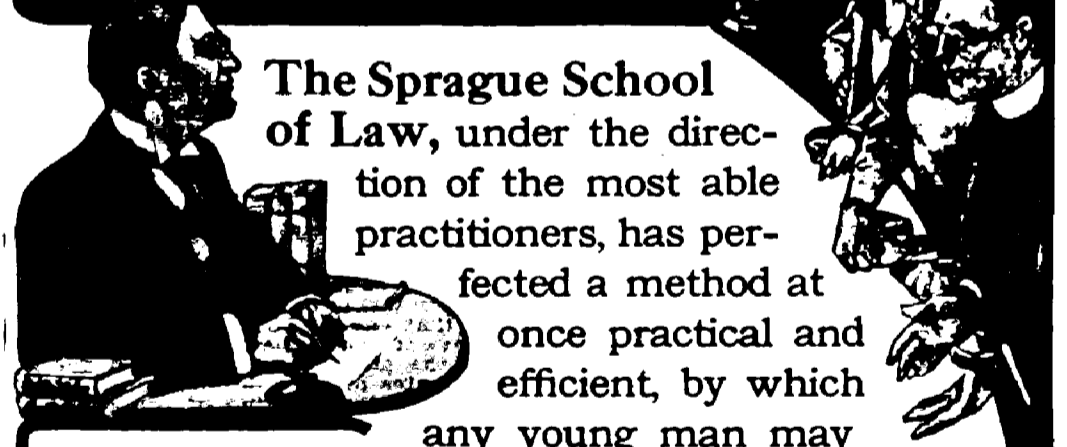 The Sprague School
of Law, under the direc-
tion of the most able
practitioners, has per-
fected a method at
once practical and
efficient, by which
any young man may